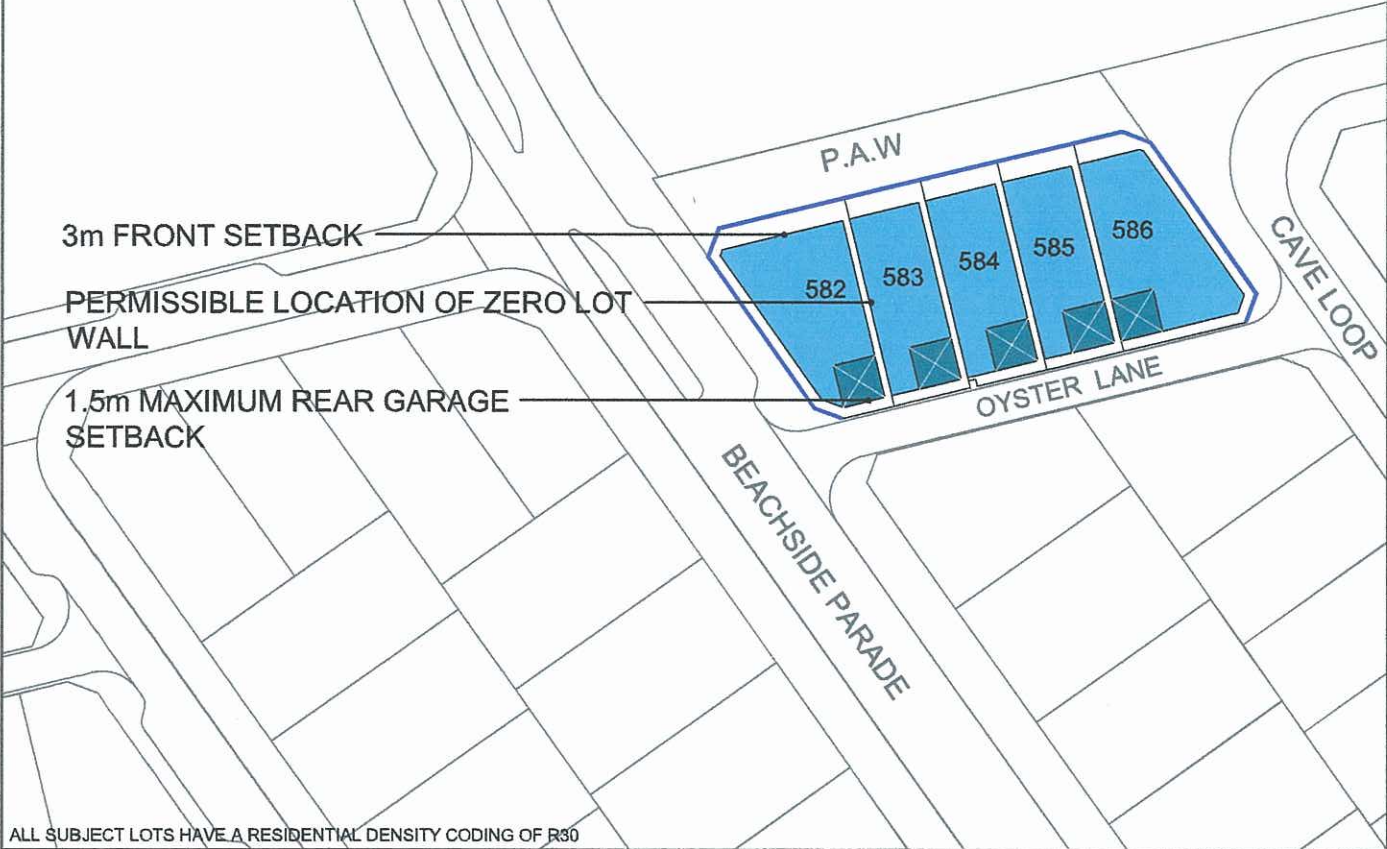 P.A.W
3m FRONT SETBACK
PERMISSIBLE LOCATION OF ZERO LOT
WALL
1.5m MAXIMUM REAR GARAGE
SETBACK
582
583
584
585
586
CAVE LOOP
OYSTER LANE
BEACHSIDE PARADE
ALL SUBJECT LOTS HAVE A RESIDENTIAL DENSITY CODING OF R30